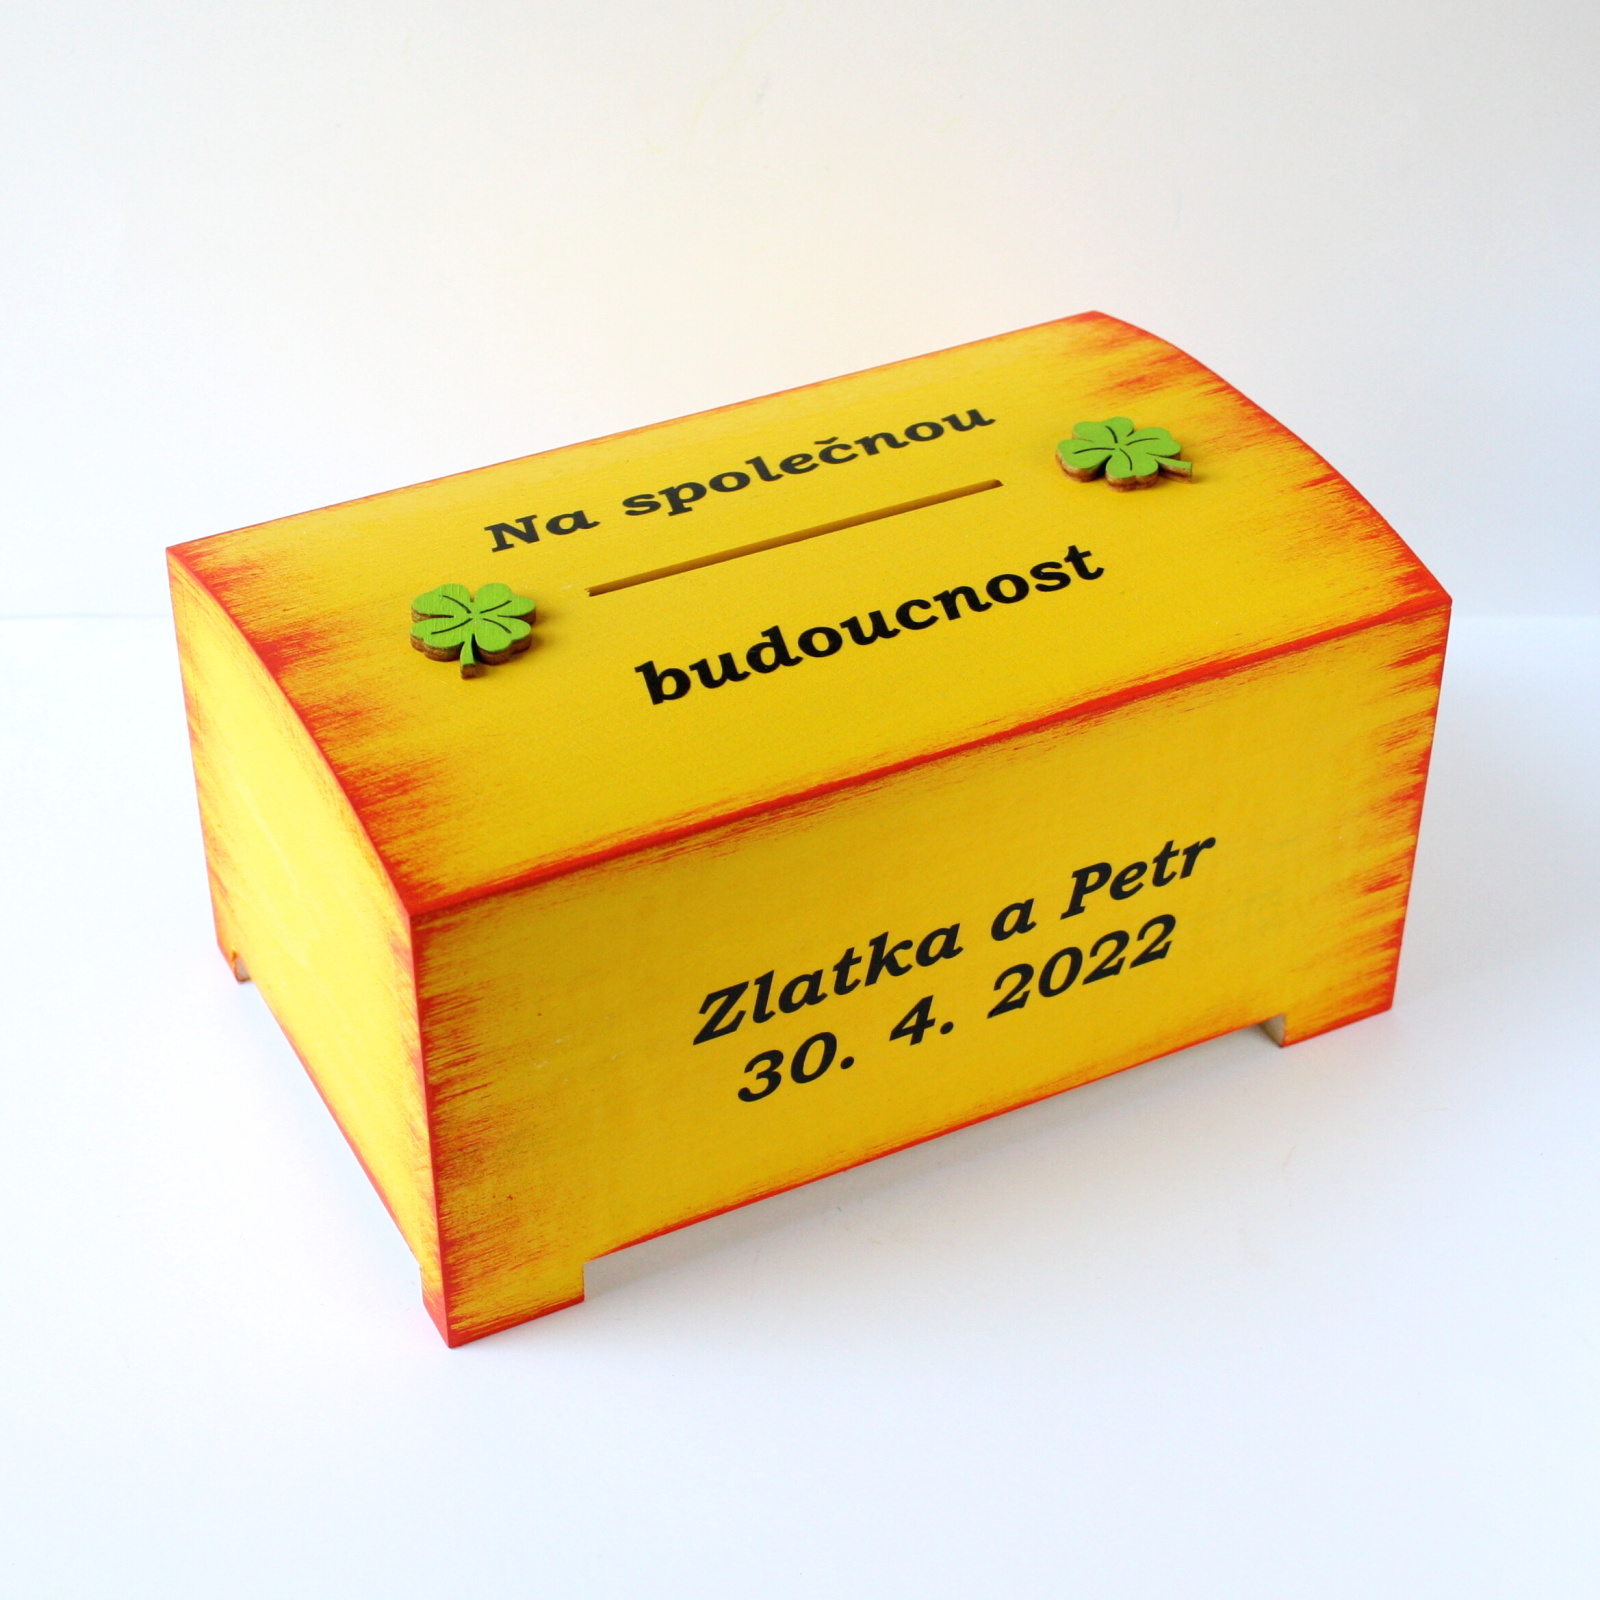 Na společnou
budoucnost
Zlatka a Petr
30. 4. 2022